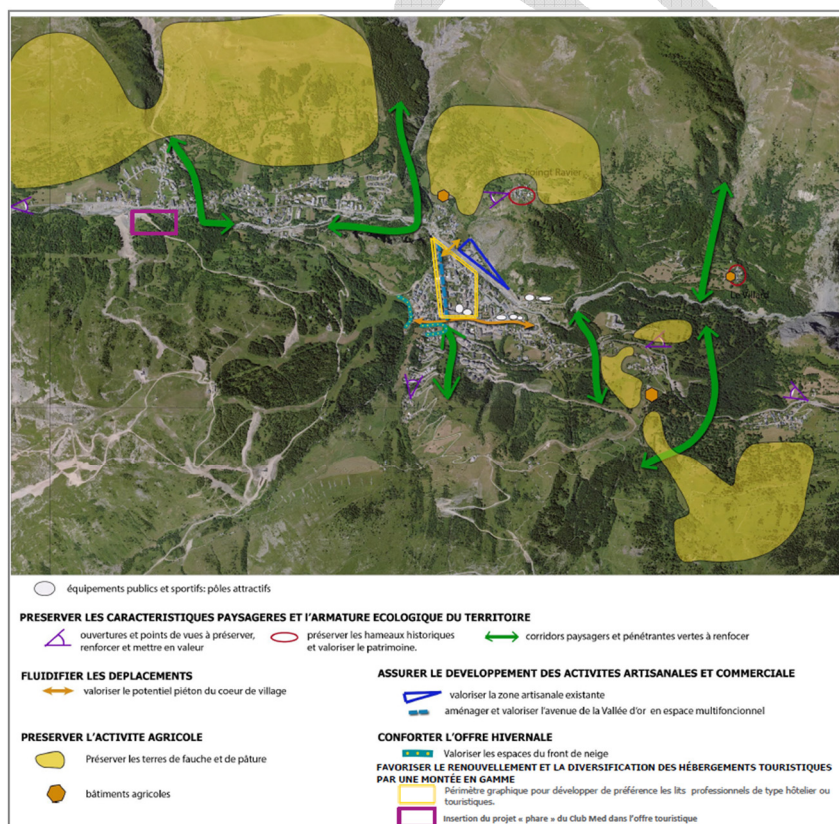 Loingt Ravier
Le Villard
équipements publics et sportifs: pôles attractifs
PRESERVER LES CARACTERISTIQUES PAYSAGERES ET l'ARMATURE ECOLOGIQUE DU TERRITOIRE
ouvertures et points de vues à préserver,
renforcer et mettre en valeur
préserver les hameaux historiques
et valoriser le patrimoine.
corridors paysagers et pénétrantes vertes à renfocer
FLUIDIFIER LES DEPLACEMENTS
valoriser le potentiel piéton du coeur de village
ASSURER LE DEVELOPPEMENT DES ACTIVITES ARTISANALES ET COMMERCIALE
valoriser la zone artisanale existante
aménager et valoriser l'avenue de la Vallée d'or en espace multifoncionnel
PRESERVER L'ACTIVITE AGRICOLE
Préserver les terres de fauche et de pâture
bâtiments agricoles
CONFORTER L'OFFRE HIVERNALE
Valoriser les espaces du front de neige
FAVORISER LE RENOUVELLEMENT ET LA DIVERSIFICATION DES HÉBERGEMENTS TOURISTIQUES
PAR UNE MONTÉE EN GAMME
Périmètre graphique pour développer de préférence les lits professionnels de type hôtelier ou
touristiques.
Insertion du projet « phare » du Club Med dans l'offre touristique